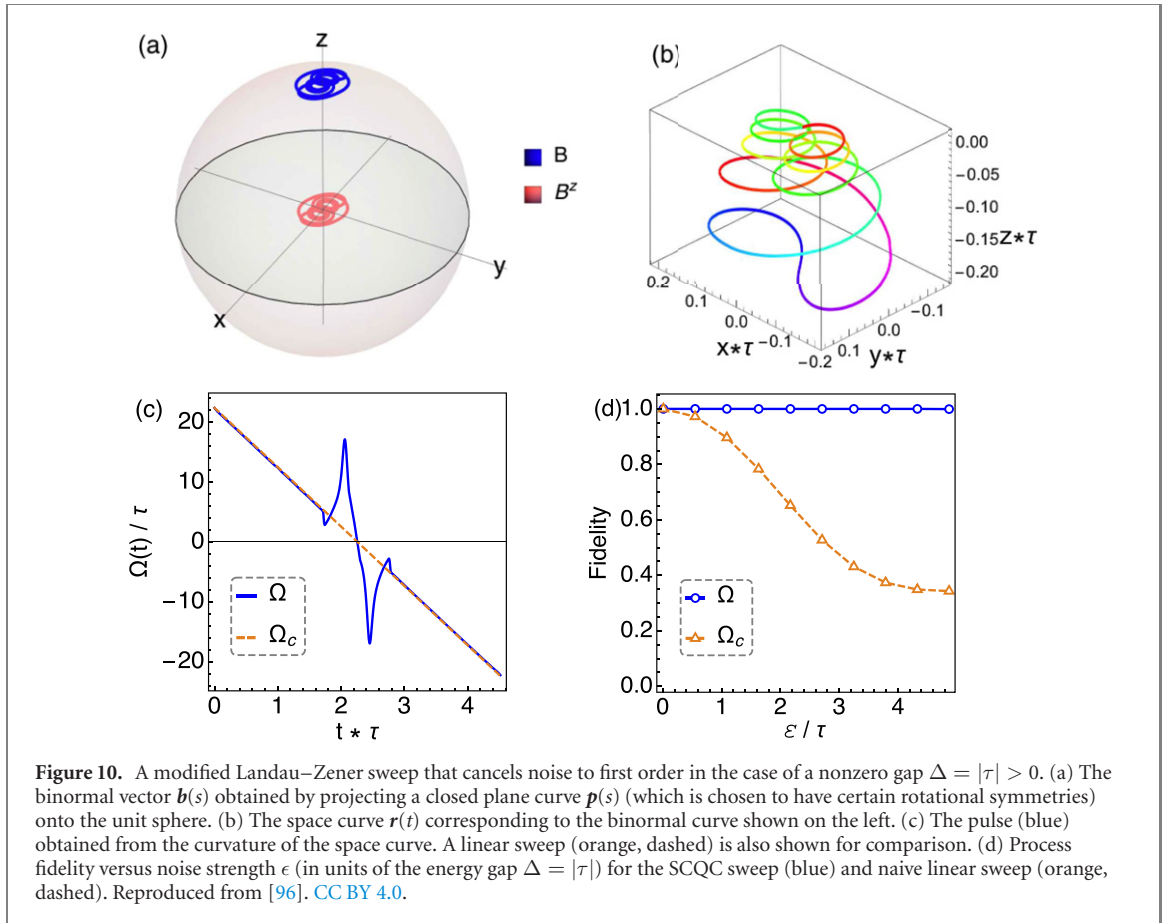 (a)
z
B
B^z
y
x
(b)
0.00
-0.05
-0.10
-0.15
z*τ
-0.20
0.2
0.1
0.0
-0.1
-0.2
x*τ
0.1
0.0
-0.1
y*τ
(c)
20
10
0
-10
-20
Ω(t) / τ
Ω
Ω_c
0 1 2 3 4
t * τ
(d)
1.0
0.8
0.6
0.4
0.2
0.0
Fidelity
Ω
Ω_c
0 1 2 3 4 5
ε / τ
Figure 10. A modified Landau–Zener sweep that cancels noise to first order in the case of a nonzero gap Δ = |τ| > 0. (a) The
binormal vector b(s) obtained by projecting a closed plane curve p(s) (which is chosen to have certain rotational symmetries)
onto the unit sphere. (b) The space curve r(t) corresponding to the binormal curve shown on the left. (c) The pulse (blue)
obtained from the curvature of the space curve. A linear sweep (orange, dashed) is also shown for comparison. (d) Process
fidelity versus noise strength ϵ (in units of the energy gap Δ = |τ|) for the SCQC sweep (blue) and naive linear sweep (orange,
dashed). Reproduced from [96]. CC BY 4.0.